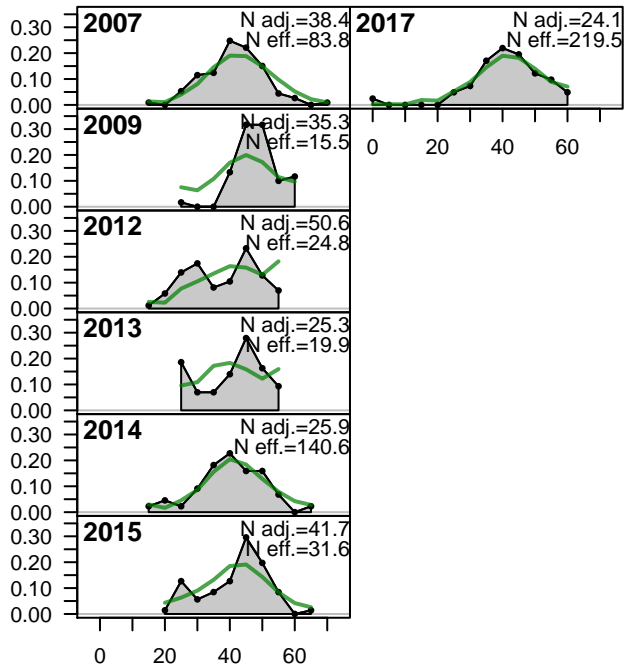 0.30
0.20
0.10
0.00
2007
N adj.=38.4
N eff.=83.8
2017
N adj.=24.1
N eff.=219.5
0 20 40 60
0.30
0.20
0.10
0.00
2009
N adj.=35.3
N eff.=15.5
0.30
0.20
0.10
0.00
2012
N adj.=50.6
N eff.=24.8
0.30
0.20
0.10
0.00
2013
N adj.=25.3
N eff.=19.9
0.30
0.20
0.10
0.00
2014
N adj.=25.9
N eff.=140.6
0.30
0.20
0.10
0.00
2015
N adj.=41.7
N eff.=31.6
0 20 40 60